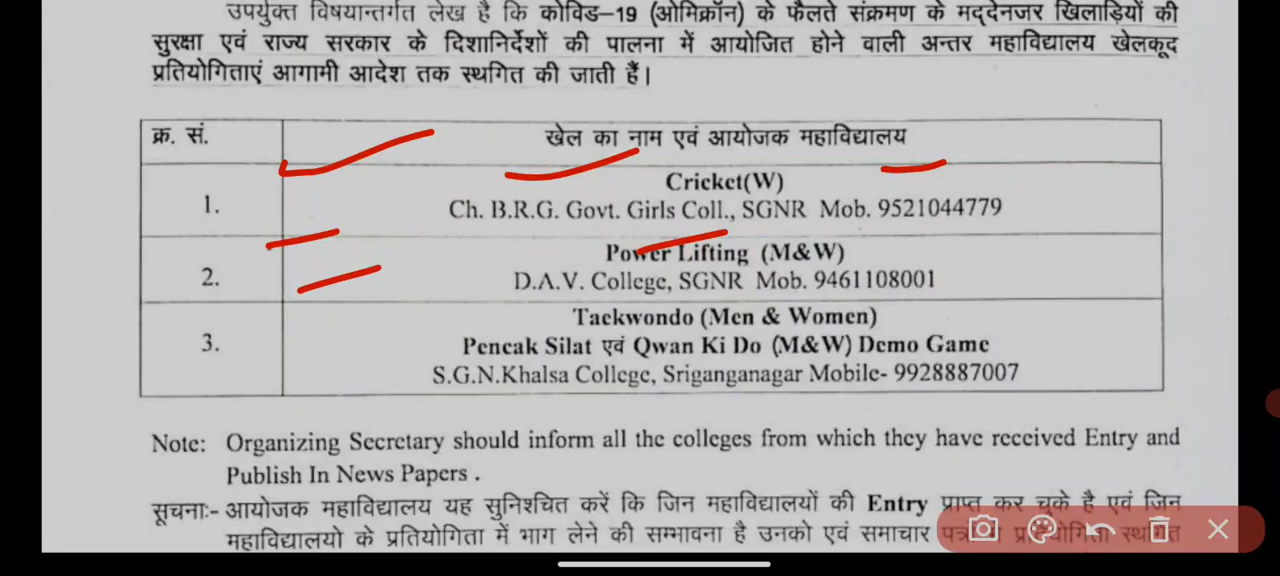 उपर्युक्त विषयान्तर्गत लेख है कि कोविड–19 (ओमिक्रॉन) के फैलते संक्रमण के मद्देनजर खिलाड़ियों की
सुरक्षा एवं राज्य सरकार के दिशानिर्देशों की पालना में आयोजित होने वाली अन्तर महाविद्यालय खेलकूद
प्रतियोगिताएं आगामी आदेश तक स्थगित की जाती हैं।
क्र. सं. खेल का नाम एवं आयोजक महाविद्यालय
1. Cricket(W)
Ch. B.R.G. Govt. Girls Coll., SGNR Mob. 9521044779
2. Power Lifting (M&W)
D.A.V. College, SGNR Mob. 9461108001
3. Taekwondo (Men & Women)
Pencak Silat एवं Qwan Ki Do (M&W) Demo Game
S.G.N.Khalsa College, Sriganganagar Mobile- 9928887007
Note: Organizing Secretary should inform all the colleges from which they have received Entry and
Publish In News Papers .
सूचनाः- आयोजक महाविद्यालय यह सुनिश्चित करें कि जिन महाविद्यालयों की Entry प्राप्त कर चुके है एवं जिन
महाविद्यालयो के प्रतियोगिता में भाग लेने की सम्भावना है उनको एवं समाचार प्रतियोगिता स्थगित